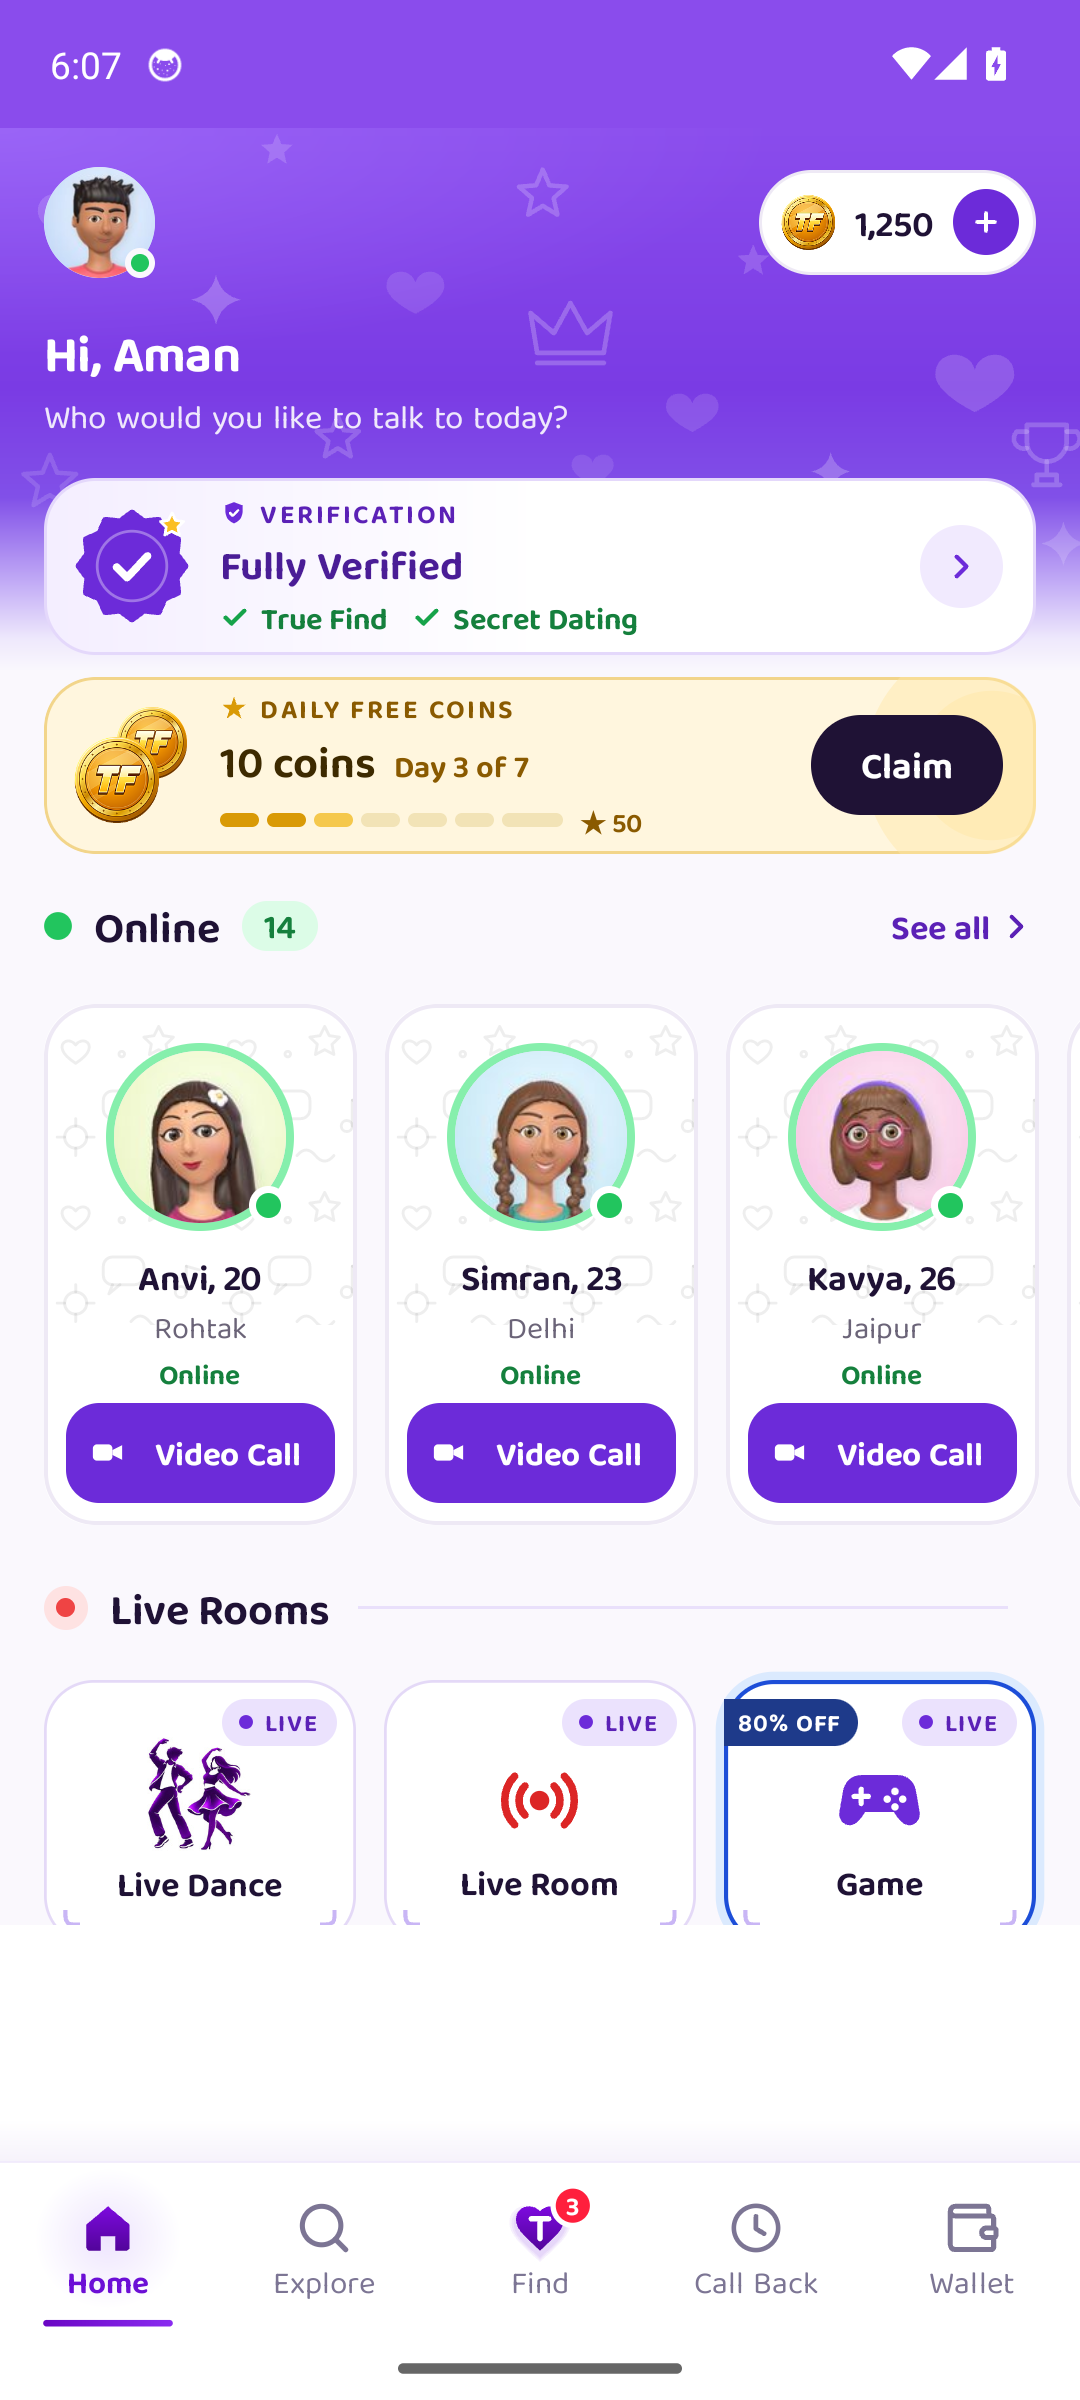 6:07
1,250
Hi, Aman
Who would you like to talk to today?
VERIFICATION
Fully Verified
True Find Secret Dating
TF
TF
DAILY FREE COINS
10 coins Day 3 of 7
50
Claim
Online 14
See all
Anvi, 20
Rohtak
Online
Video Call
Simran, 23
Delhi
Online
Video Call
Kavya, 26
Jaipur
Online
Video Call
Live Rooms
LIVE
Live Dance
LIVE
Live Room
80% OFF
LIVE
Game
Home
Explore
T
3
Find
Call Back
Wallet